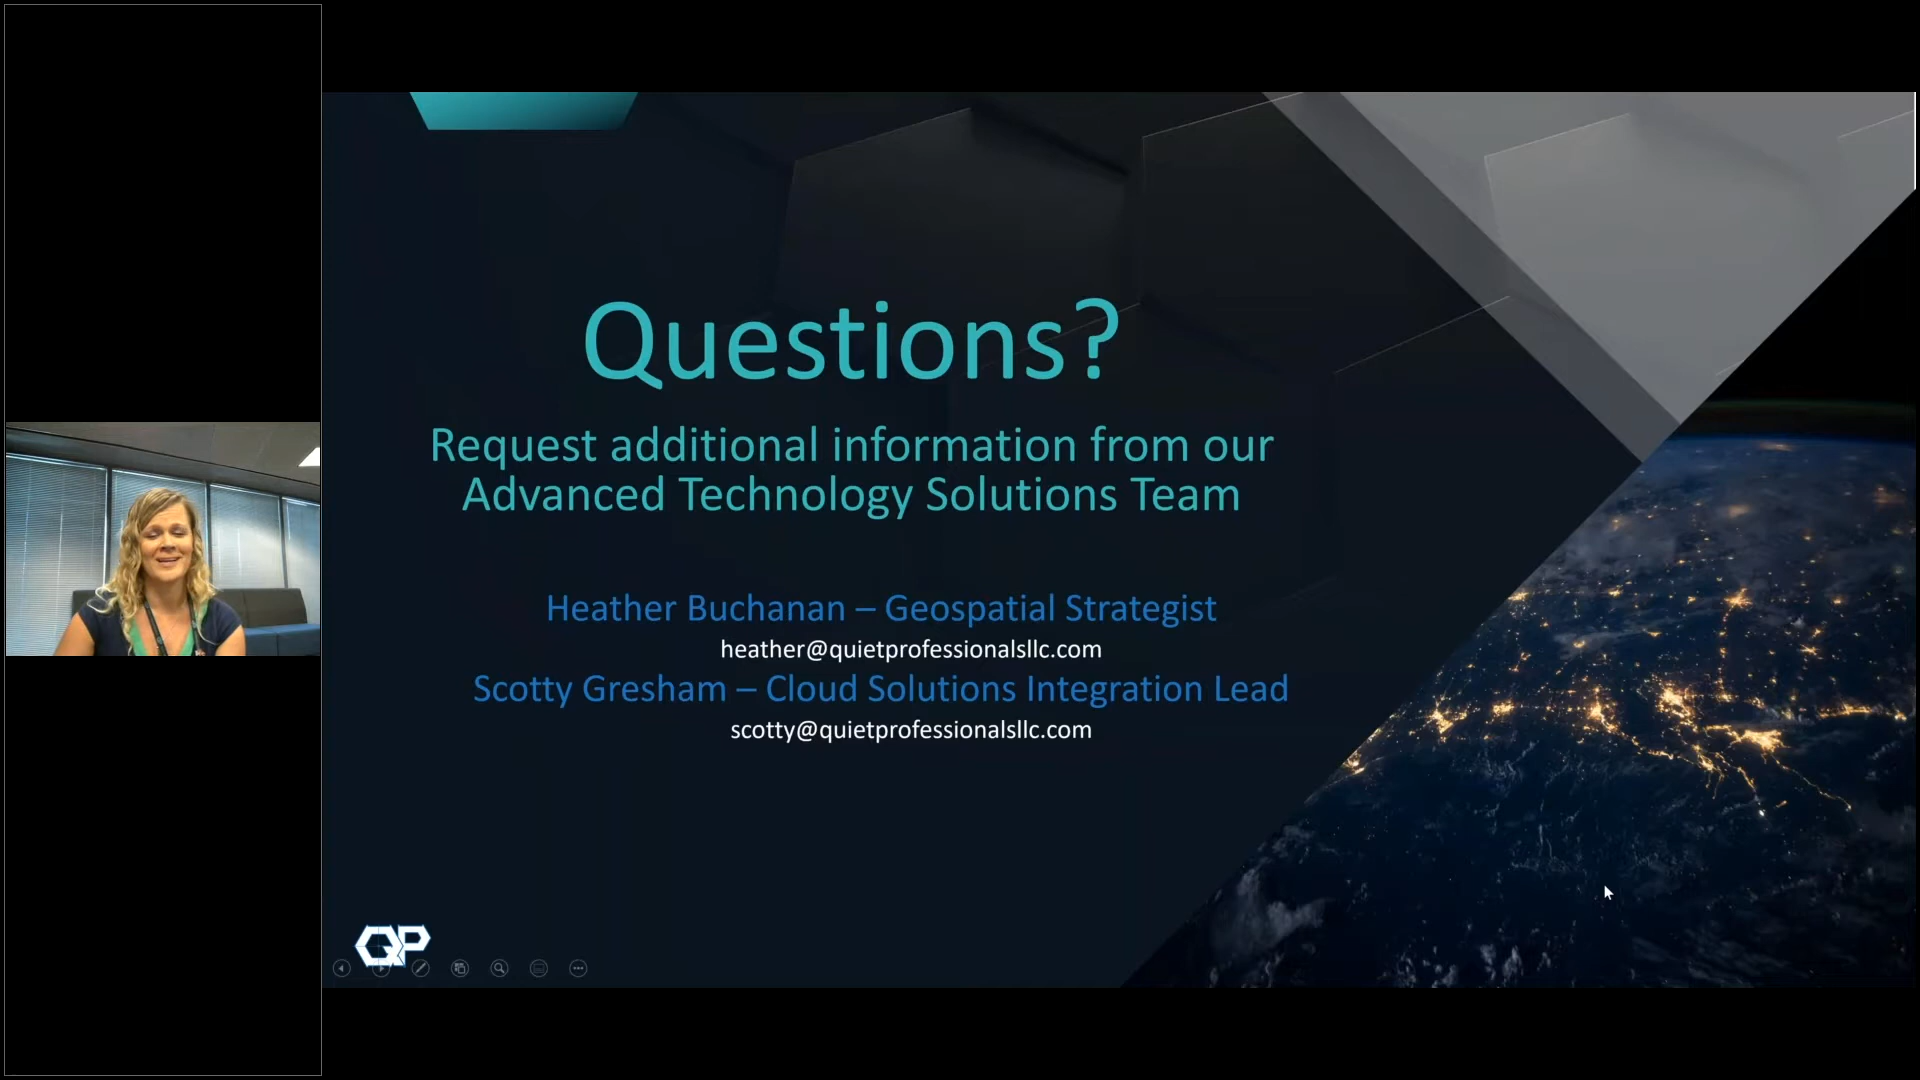 Questions?
Request additional information from our
Advanced Technology Solutions Team
Heather Buchanan – Geospatial Strategist
heather@quietprofessionalsllc.com
Scotty Gresham – Cloud Solutions Integration Lead
scotty@quietprofessionalsllc.com
QP